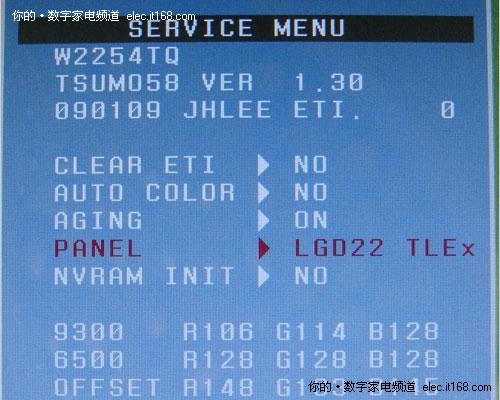 你的·数字家电频道 elec.it168.com
SERVICE MENU
W2254TQ
TSUMO58 VER 1.30
090109 JHLEE ETI. 0
CLEAR ETI ▶ NO
AUTO COLOR ▶ NO
AGING ▶ ON
PANEL ▶ LGD22 TLEx
NVRAM INIT ▶ NO
9300 R106 G114 B128
6500 R128 G128 B128
OFFSET R148
你的·数字家电频道 elec.it168.com